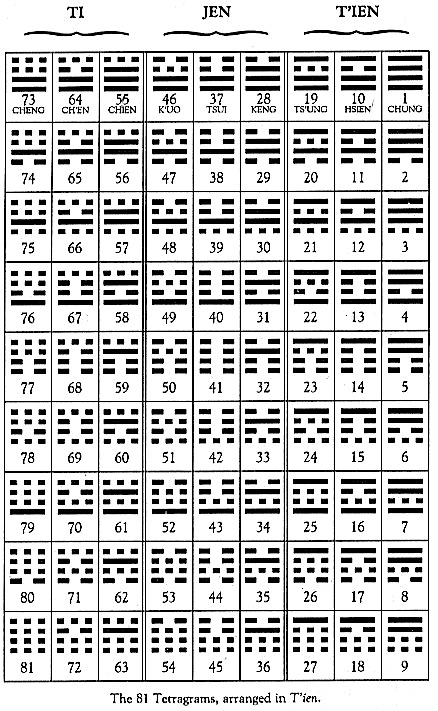 TI JEN T'IEN
73 64 55 46 37 28 19 10 1
CHENG CH'EN CHIEN K'UO TSUI KENG TS'UNG HSIEN CHUNG
74 65 56 47 38 29 20 11 2
75 66 57 48 39 30 21 12 3
76 67 58 49 40 31 22 13 4
77 68 59 50 41 32 23 14 5
78 69 60 51 42 33 24 15 6
79 70 61 52 43 34 25 16 7
80 71 62 53 44 35 26 17 8
81 72 63 54 45 36 27 18 9
The 81 Tetragrams, arranged in T'ien.